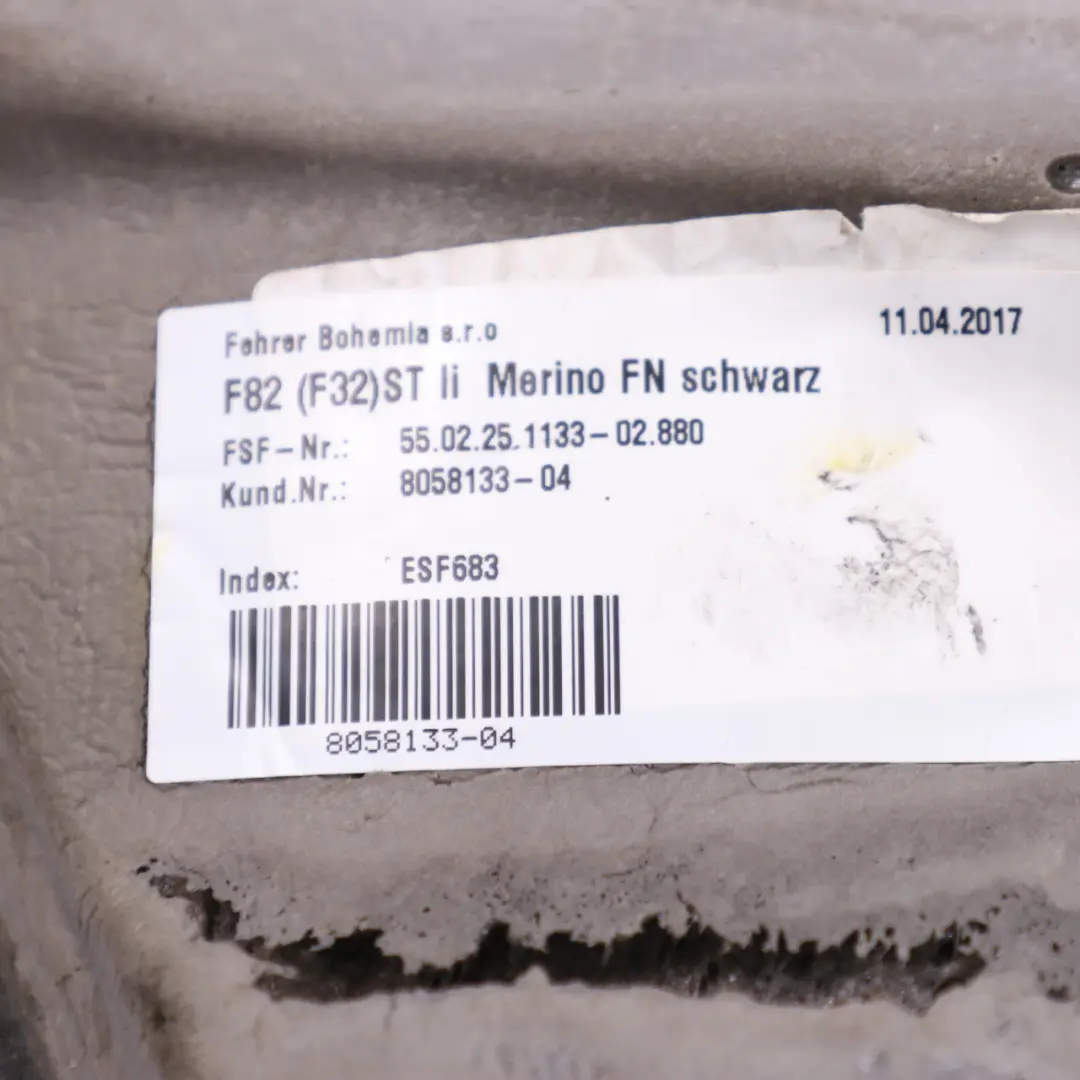 Fehrer Bohemia s.r.o
11.04.2017
F82 (F32)ST li Merino FN schwarz
FSF-Nr.: 55.02.25.1133-02.880
Kund.Nr.: 8058133-04
Index: ESF683
8058133-04